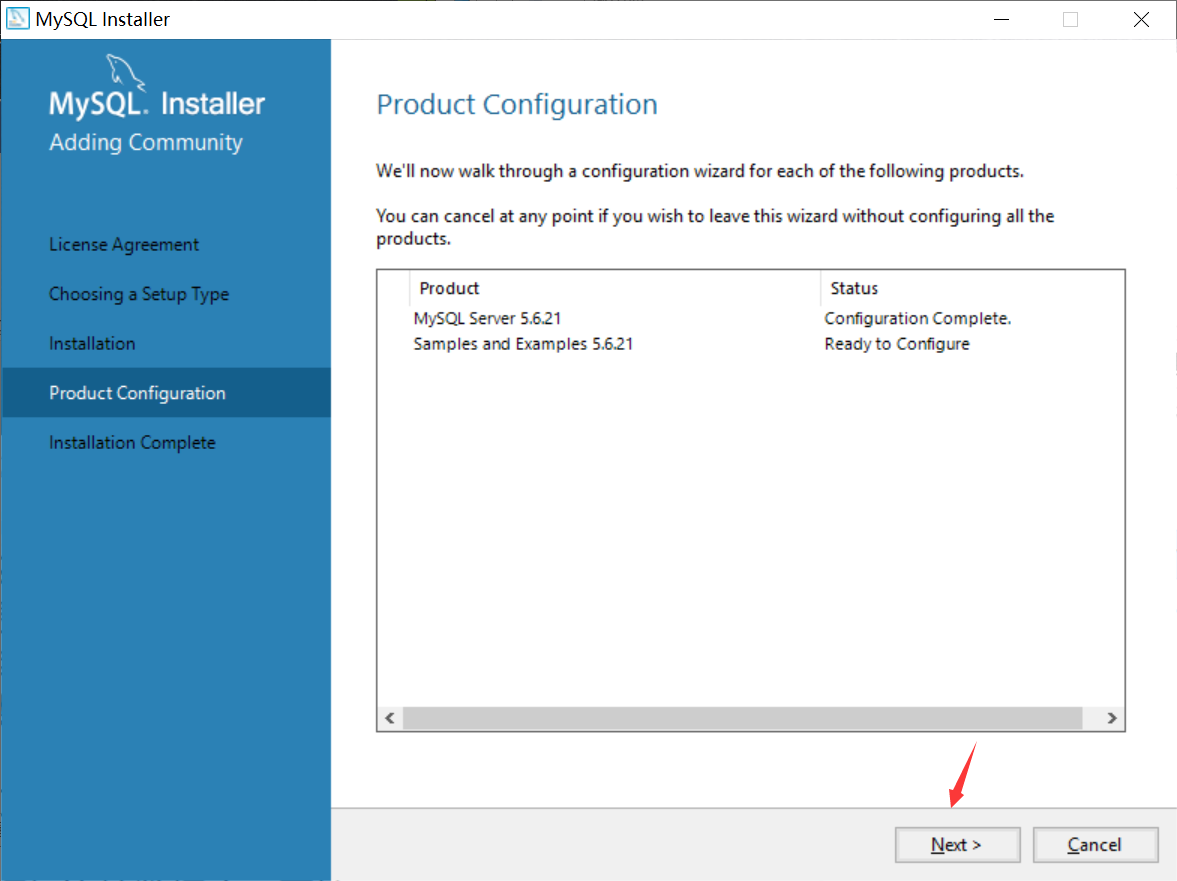 MySQL Installer
MySQL. Installer
Adding Community
License Agreement
Choosing a Setup Type
Installation
Product Configuration
Installation Complete
Product Configuration
We'll now walk through a configuration wizard for each of the following products.
You can cancel at any point if you wish to leave this wizard without configuring all the
products.
Product Status
MySQL Server 5.6.21 Configuration Complete.
Samples and Examples 5.6.21 Ready to Configure
Next > Cancel